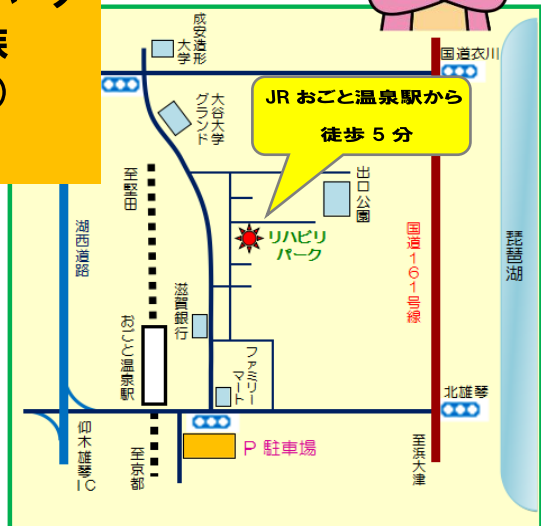 成安造形
大学
国道衣川
JR おごと温泉駅から
徒歩 5 分
大谷大学
グランド
至堅田
出口公園
湖西道路
リハビリ
パーク
国道161号線
琵琶湖
滋賀銀行
おごと温泉駅
ファミリー
マート
北雄琴
仰木雄琴IC
至京都
P 駐車場
至浜大津